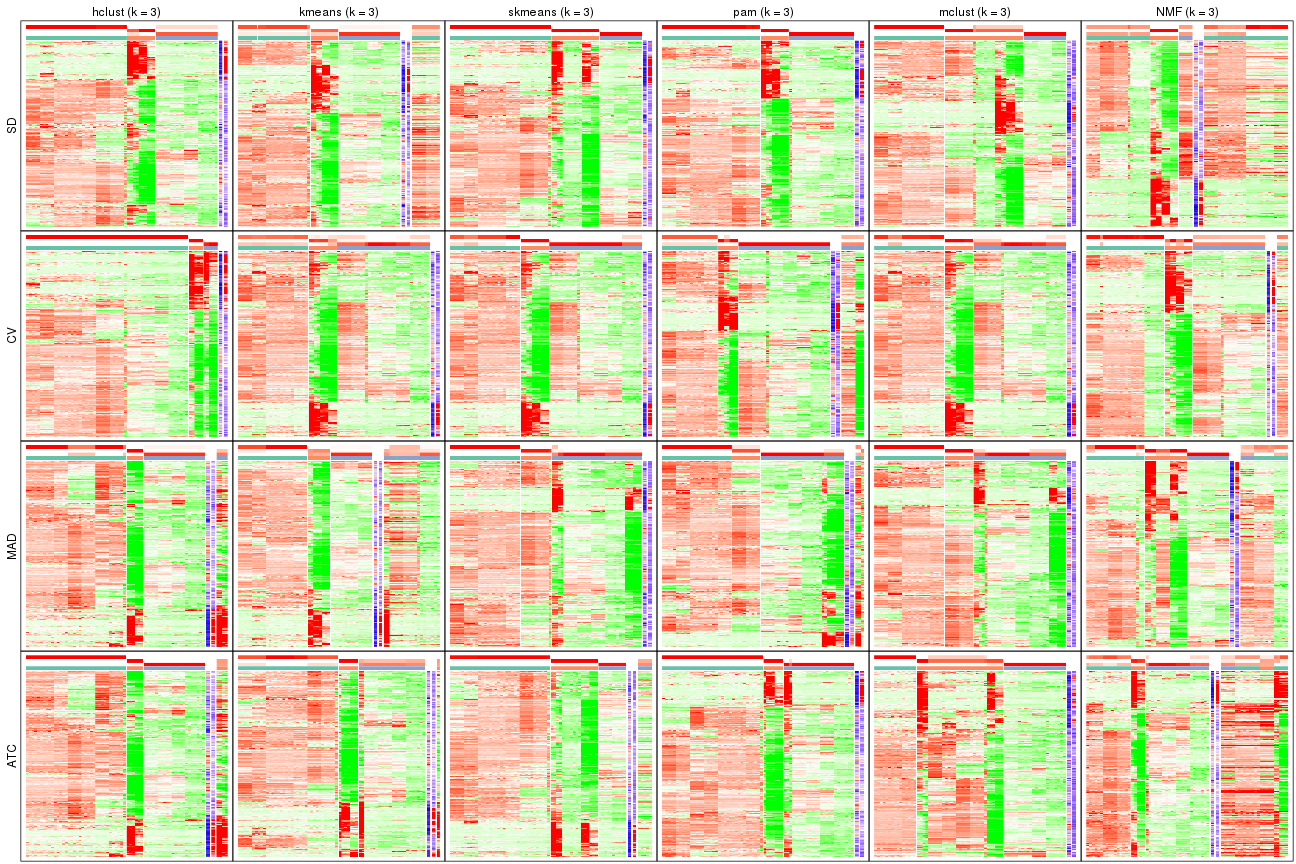 hclust (k = 3)
kmeans (k = 3)
skmeans (k = 3)
pam (k = 3)
mclust (k = 3)
NMF (k = 3)
SD
CV
MAD
ATC